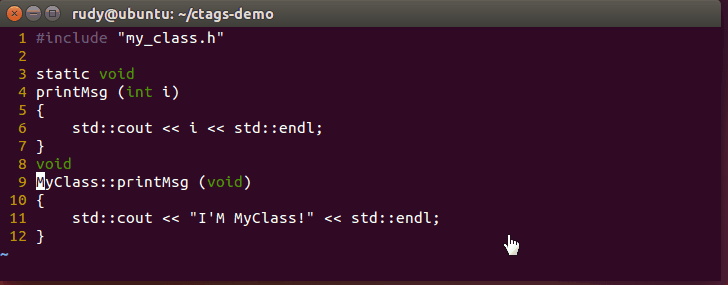 rudy@ubuntu: ~/ctags-demo
1 #include "my_class.h"
2
3 static void
4 printMsg (int i)
5 {
6     std::cout << i << std::endl;
7 }
8 void
9 MyClass::printMsg (void)
10 {
11     std::cout << "I'M MyClass!" << std::endl;
12 }
~